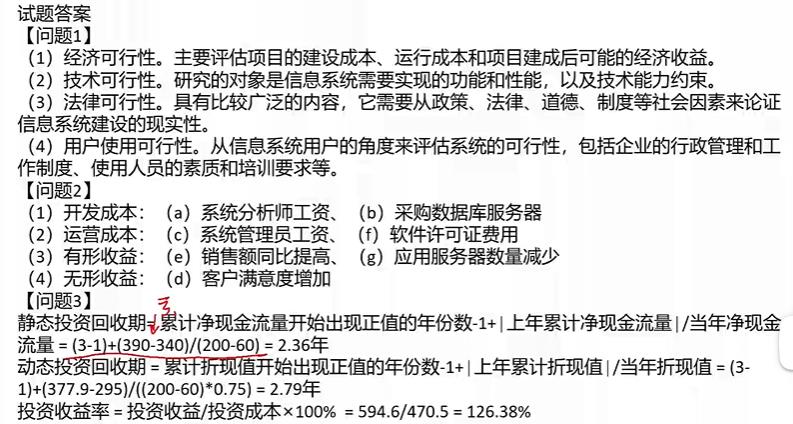 试题答案
【问题1】
（1）经济可行性。主要评估项目的建设成本、运行成本和项目建成后可能的经济收益。
（2）技术可行性。研究的对象是信息系统需要实现的功能和性能，以及技术能力约束。
（3）法律可行性。具有比较广泛的内容，它需要从政策、法律、道德、制度等社会因素来论证
信息系统建设的现实性。
（4）用户使用可行性。从信息系统用户的角度来评估系统的可行性，包括企业的行政管理和工
作制度、使用人员的素质和培训要求等。
【问题2】
（1）开发成本：（a）系统分析师工资、（b）采购数据库服务器
（2）运营成本：（c）系统管理员工资、（f）软件许可证费用
（3）有形收益：（e）销售额同比提高、（g）应用服务器数量减少
（4）无形收益：（d）客户满意度增加
【问题3】
静态投资回收期=累计净现金流量开始出现正值的年份数-1+|上年累计净现金流量|/当年净现金
流量 = (3-1)+(390-340)/(200-60) = 2.36年
动态投资回收期 = 累计折现值开始出现正值的年份数-1+|上年累计折现值|/当年折现值 = (3-
1)+(377.9-295)/((200-60)*0.75) = 2.79年
投资收益率 = 投资收益/投资成本×100% = 594.6/470.5 = 126.38%